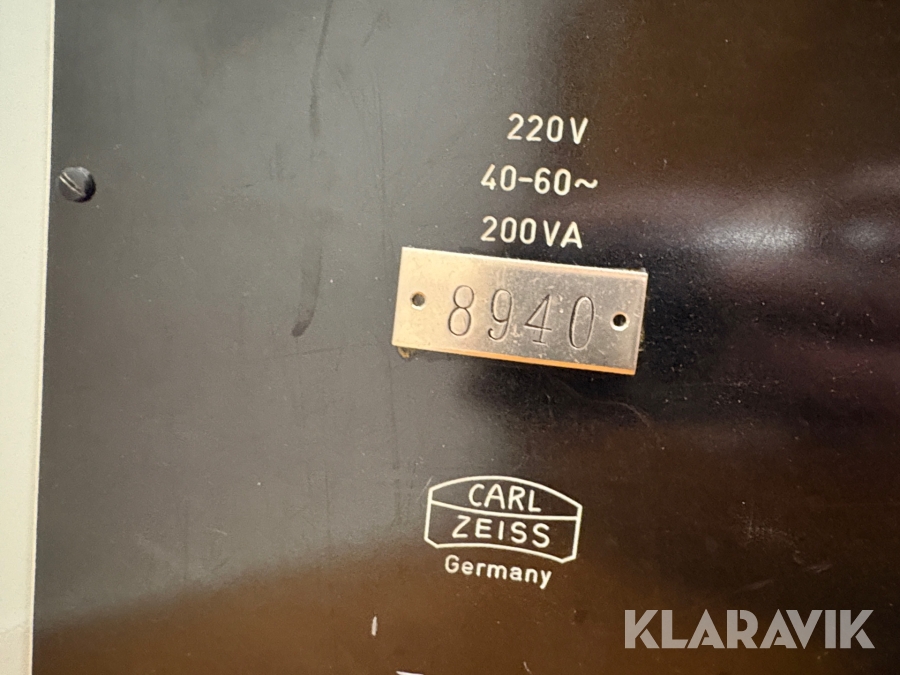 220V
40-60~
200VA
8940
CARL
ZEISS
Germany
KLARAVIK